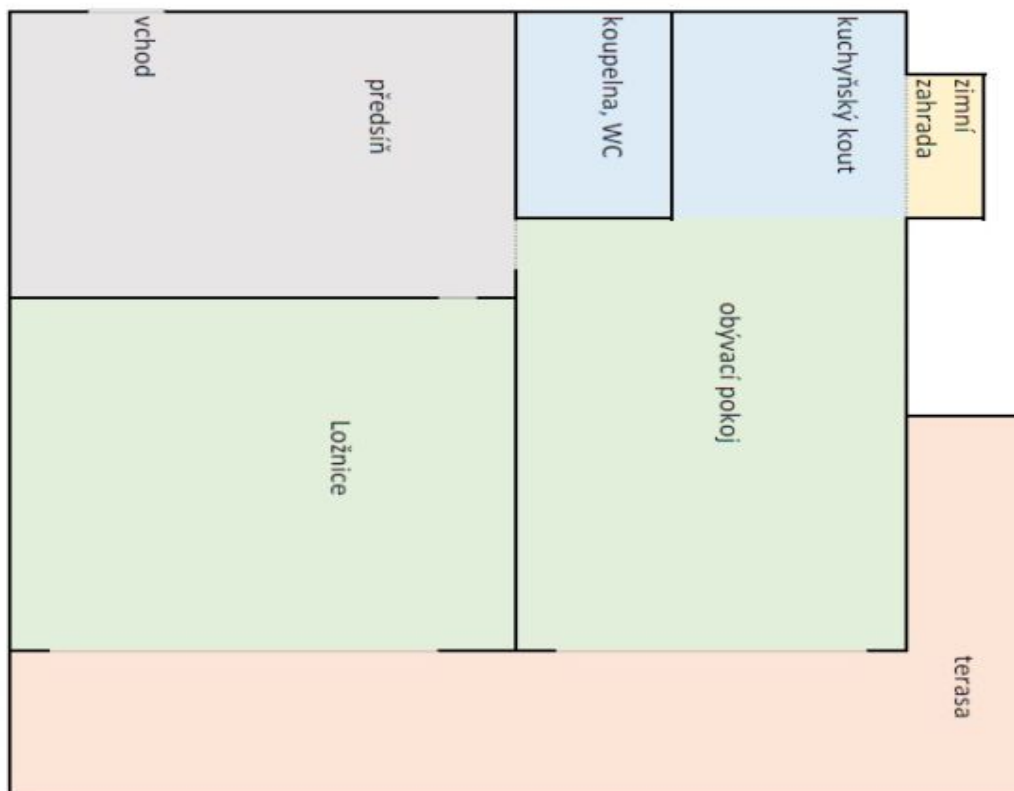 vchod
předsíň
koupelna, WC
kuchyňský kout
zimní
zahrada
obývací pokoj
Ložnice
terasa